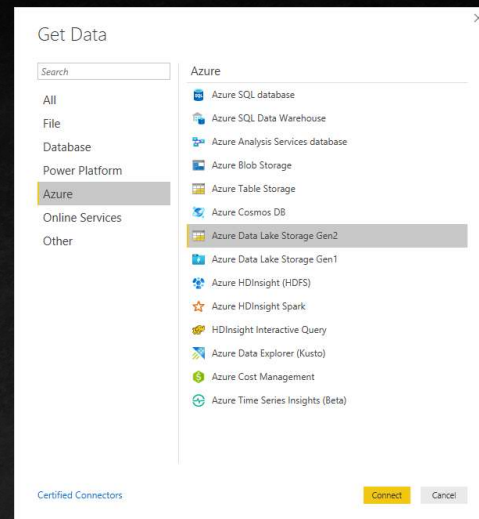 Get Data
Search
All
File
Database
Power Platform
Azure
Online Services
Other
Azure
Azure SQL database
Azure SQL Data Warehouse
Azure Analysis Services database
Azure Blob Storage
Azure Table Storage
Azure Cosmos DB
Azure Data Lake Storage Gen2
Azure Data Lake Storage Gen1
Azure HDInsight (HDFS)
Azure HDInsight Spark
HDInsight Interactive Query
Azure Data Explorer (Kusto)
Azure Cost Management
Azure Time Series Insights (Beta)
Certified Connectors
Connect
Cancel